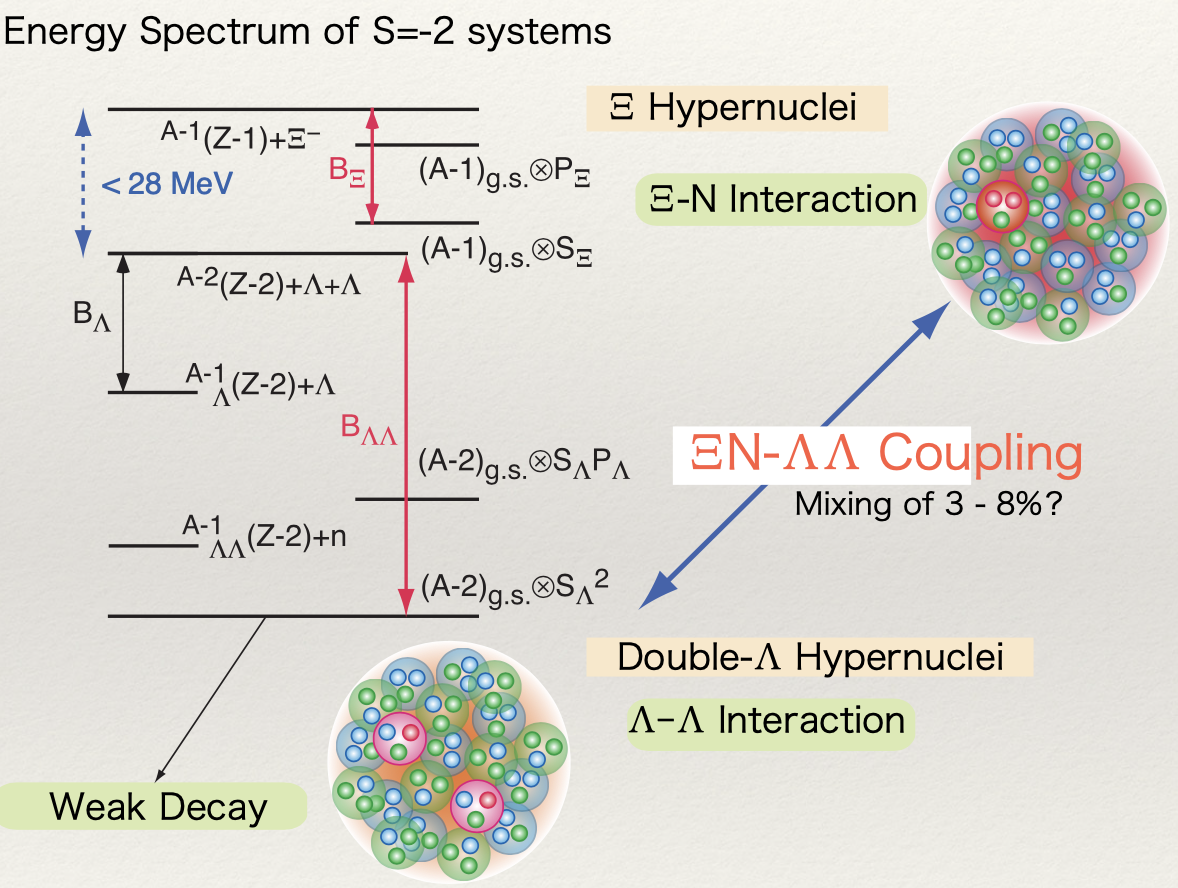 Energy Spectrum of S=-2 systems
Ξ Hypernuclei
A-1(Z-1)+Ξ−
BΞ
(A-1)g.s.⊗PΞ
< 28 MeV
Ξ-N Interaction
(A-1)g.s.⊗SΞ
A-2(Z-2)+Λ+Λ
BΛ
A-1Λ(Z-2)+Λ
BΛΛ
ΞN-ΛΛ Coupling
(A-2)g.s.⊗SΛPΛ
Mixing of 3 - 8%?
A-1ΛΛ(Z-2)+n
(A-2)g.s.⊗SΛ2
Double-Λ Hypernuclei
Λ-Λ Interaction
Weak Decay